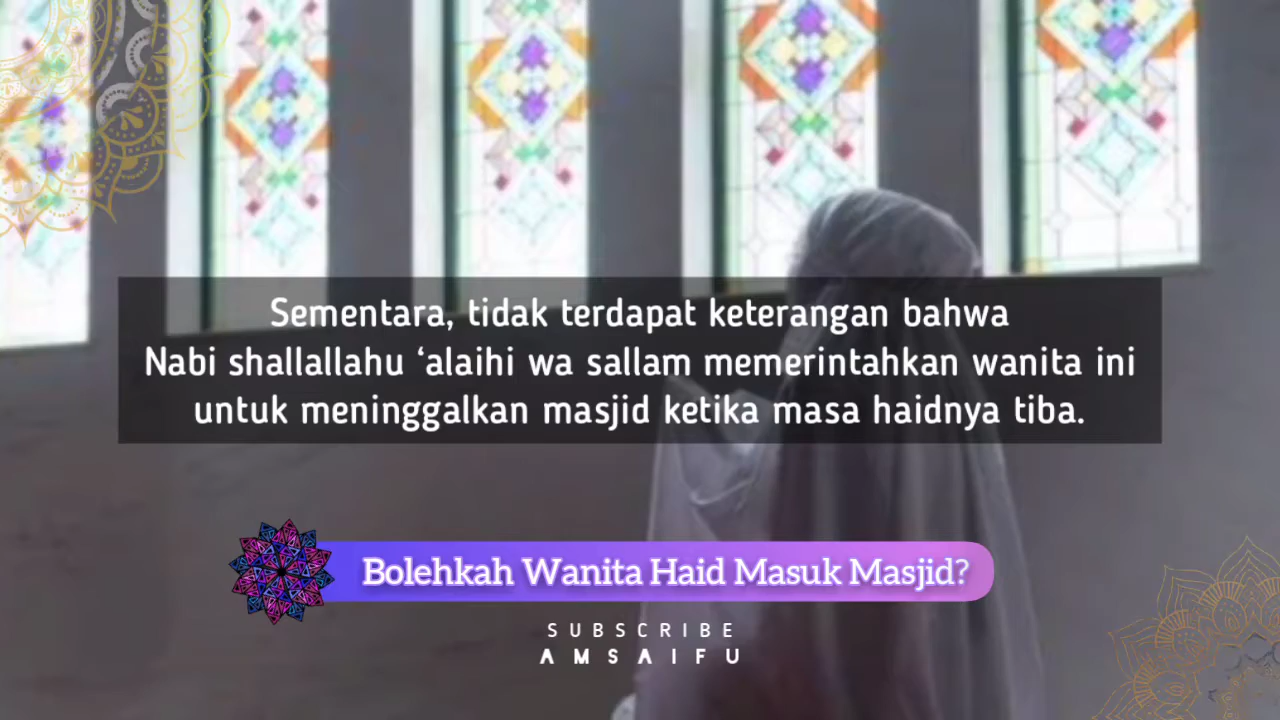 Sementara, tidak terdapat keterangan bahwa
Nabi shallallahu ‘alaihi wa sallam memerintahkan wanita ini
untuk meninggalkan masjid ketika masa haidnya tiba.
Bolehkah Wanita Haid Masuk Masjid?
SUBSCRIBE
AMSAIFU